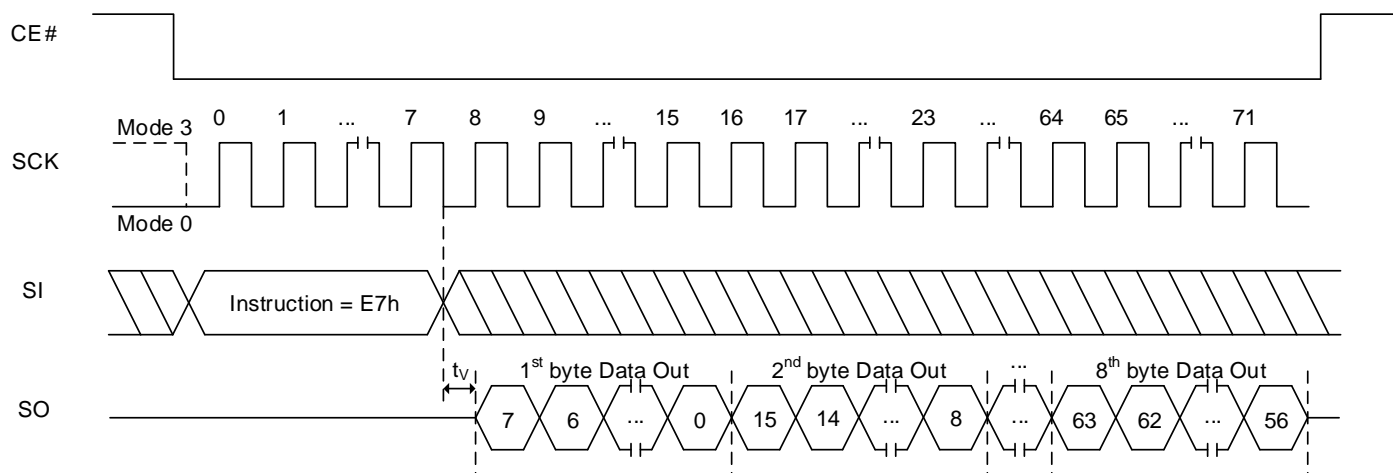 CE#
0 1 ... 7 8 9 ... 15 16 17 ... 23 ... 64 65 ... 71
Mode 3
SCK
Mode 0
SI
Instruction = E7h
tV 1st byte Data Out 2nd byte Data Out ... 8th byte Data Out
SO
7 6 ... 0 15 14 ... 8 ... 63 62 ... 56